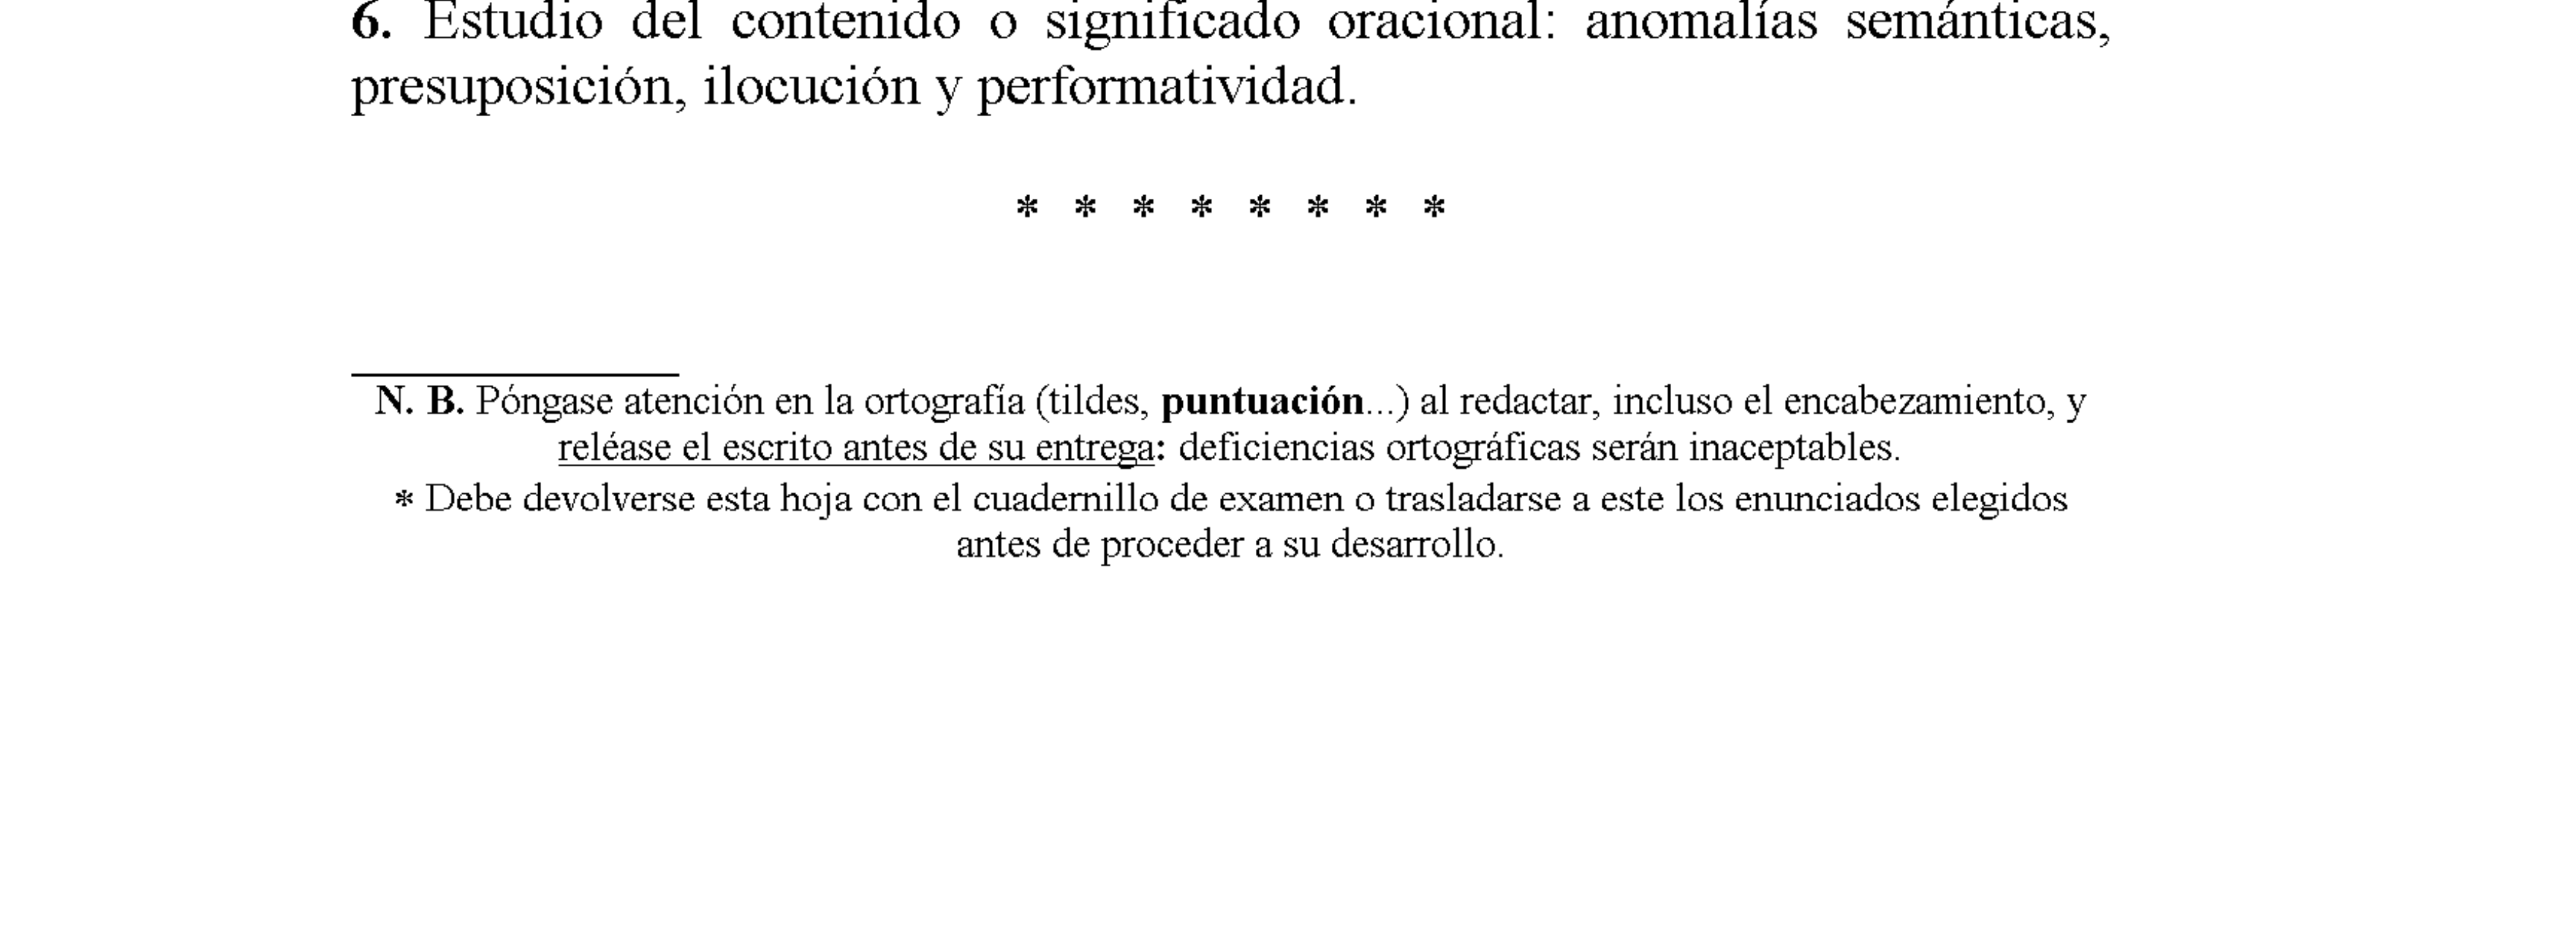 6. Estudio del contenido o significado oracional: anomalías semánticas,
presuposición, ilocución y performatividad.
* * * * * * * *
N. B. Póngase atención en la ortografía (tildes, puntuación...) al redactar, incluso el encabezamiento, y
reléase el escrito antes de su entrega: deficiencias ortográficas serán inaceptables.
* Debe devolverse esta hoja con el cuadernillo de examen o trasladarse a este los enunciados elegidos
antes de proceder a su desarrollo.